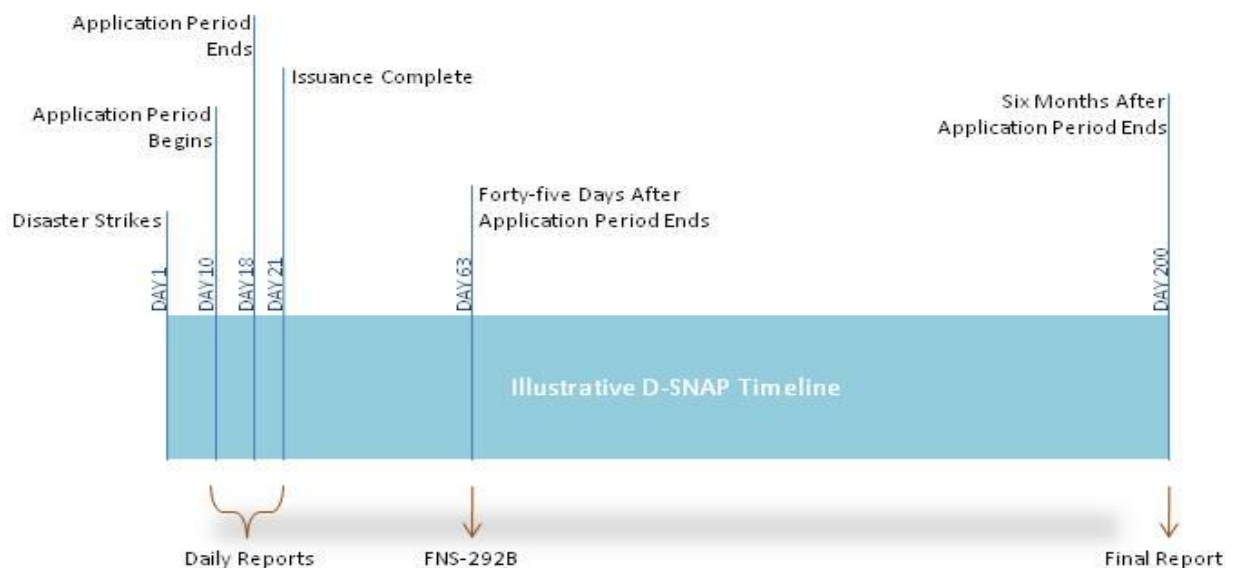 Application Period
Ends
Issuance Complete
Application Period
Begins
Six Months After
Application Period Ends
Forty-five Days After
Application Period Ends
Disaster Strikes
DAY 1
DAY 10
DAY 18
DAY 21
DAY 63
DAY 200
Illustrative D-SNAP Timeline
Daily Reports
FNS-292B
Final Report